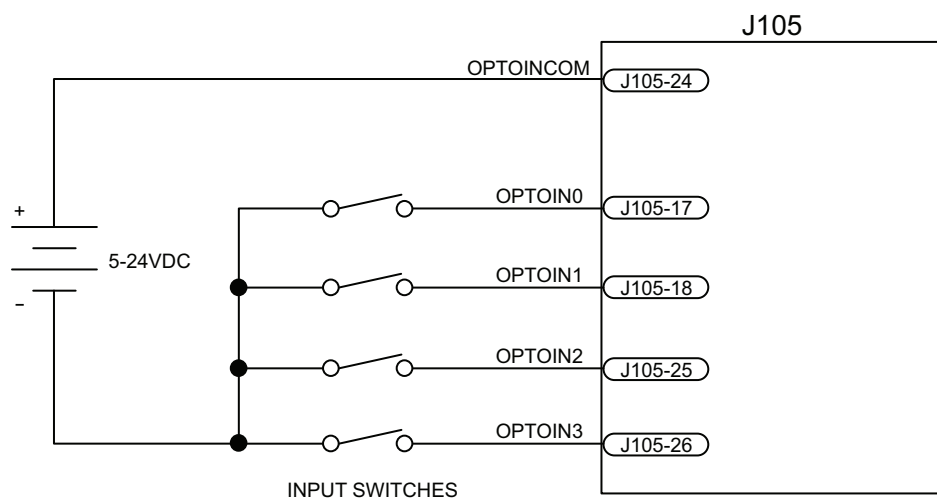 J105
OPTOINCOM
J105-24
+
5-24VDC
−
OPTOIN0
J105-17
OPTOIN1
J105-18
OPTOIN2
J105-25
OPTOIN3
J105-26
INPUT SWITCHES